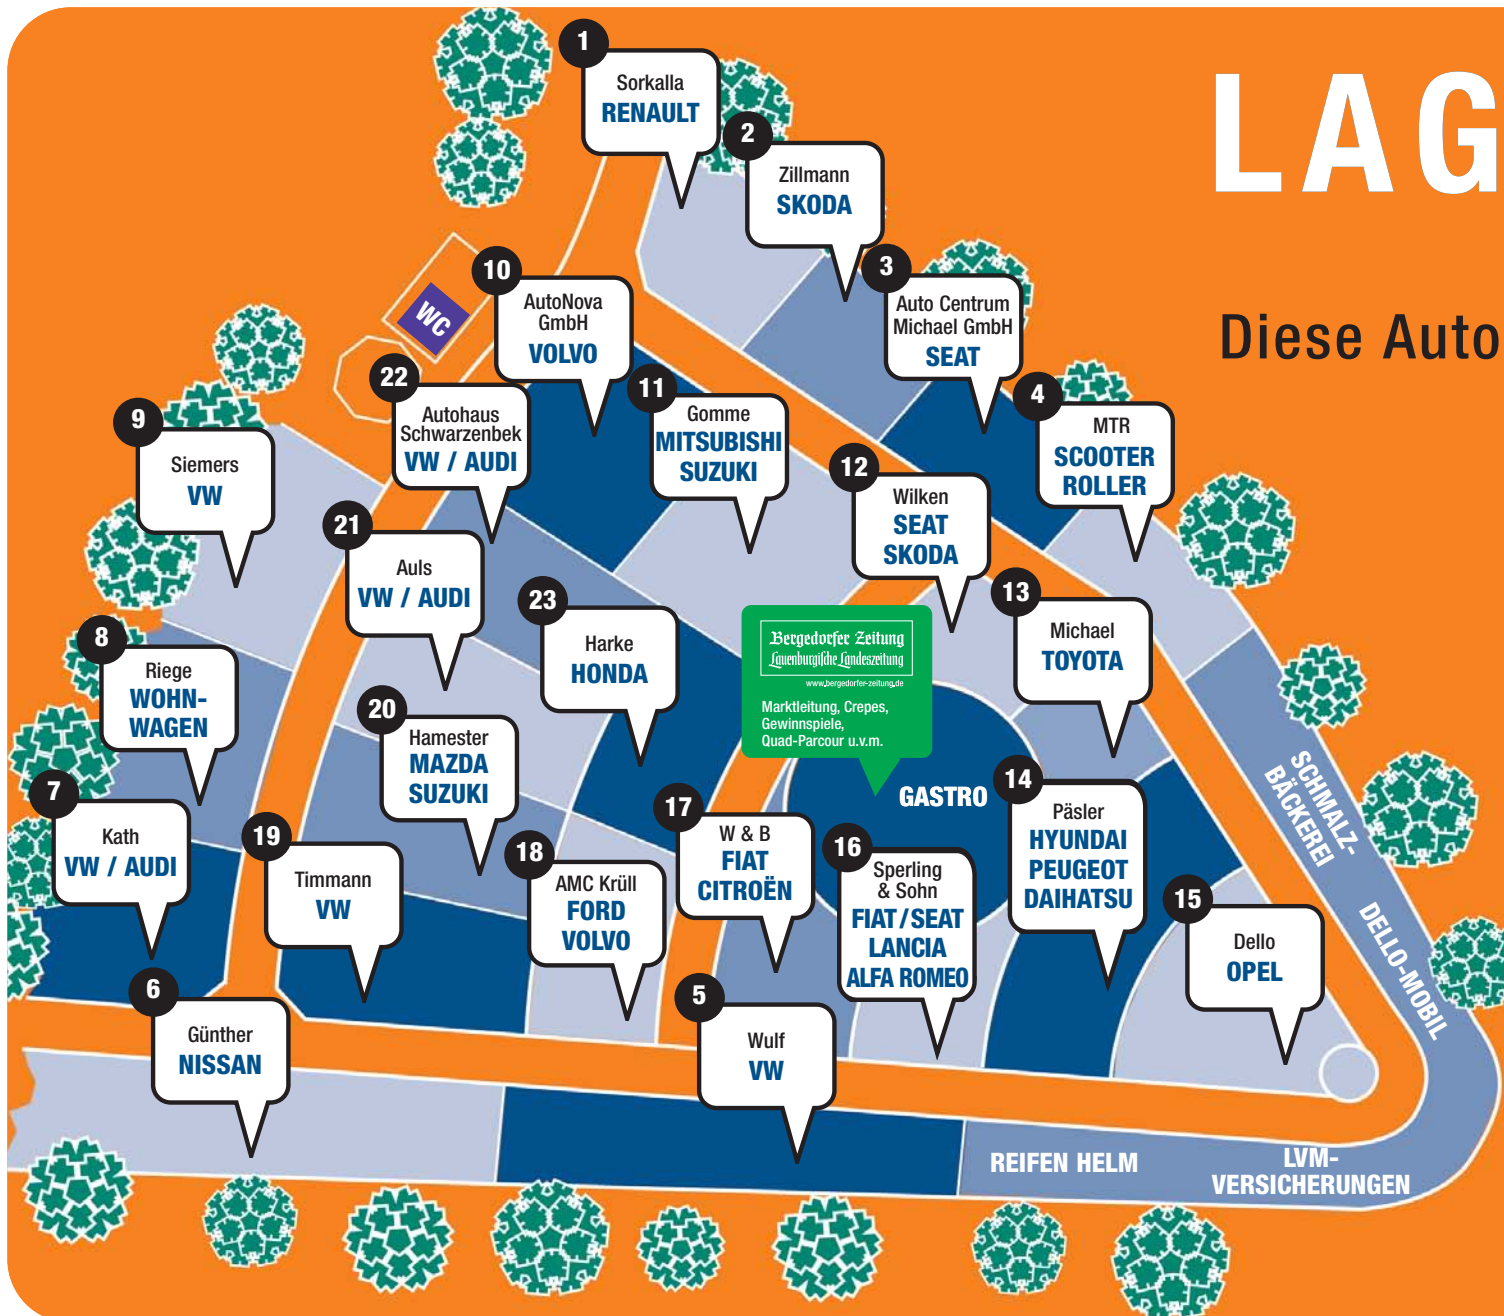 LAG
Diese Auto
1
Sorkalla
RENAULT
2
Zillmann
SKODA
3
Auto Centrum
Michael GmbH
SEAT
4
MTR
SCOOTER
ROLLER
10
AutoNova
GmbH
VOLVO
WC
22
Autohaus
Schwarzenbek
VW / AUDI
11
Gomme
MITSUBISHI
SUZUKI
9
Siemers
VW
12
Wilken
SEAT
SKODA
21
Auls
VW / AUDI
23
Harke
HONDA
13
Michael
TOYOTA
Bergedorfer Zeitung
Lauenburgische Landeszeitung
www.bergedorfer-zeitung.de
Marktleitung, Crepes,
Gewinnspiele,
Quad-Parcour u.v.m.
8
Riege
WOHN-
WAGEN
20
Hamester
MAZDA
SUZUKI
GASTRO
14
Päsler
HYUNDAI
PEUGEOT
DAIHATSU
SCHMALZ-
BÄCKEREI
7
Kath
VW / AUDI
19
Timmann
VW
18
AMC Krüll
FORD
VOLVO
17
W & B
FIAT
CITROËN
16
Sperling
& Sohn
FIAT / SEAT
LANCIA
ALFA ROMEO
15
Dello
OPEL
DELLO-MOBIL
6
Günther
NISSAN
5
Wulf
VW
REIFEN HELM
LVM-
VERSICHERUNGEN